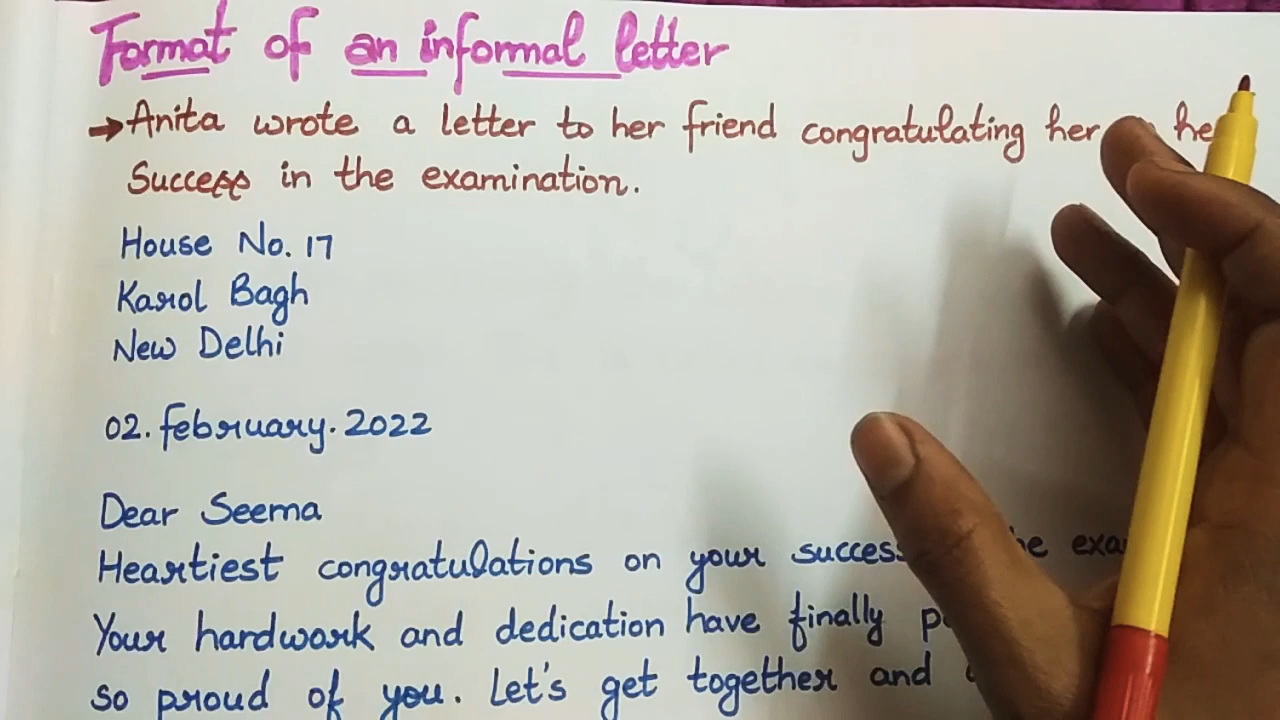 Format of an informal letter
→Anita wrote a letter to her friend congratulating her
Success in the examination.
House No. 17
Karol Bagh
New Delhi
02. february. 2022
Dear Seema
Heartiest congratulations on your success
Your hardwork and dedication have finally
so proud of you. Let's get together and